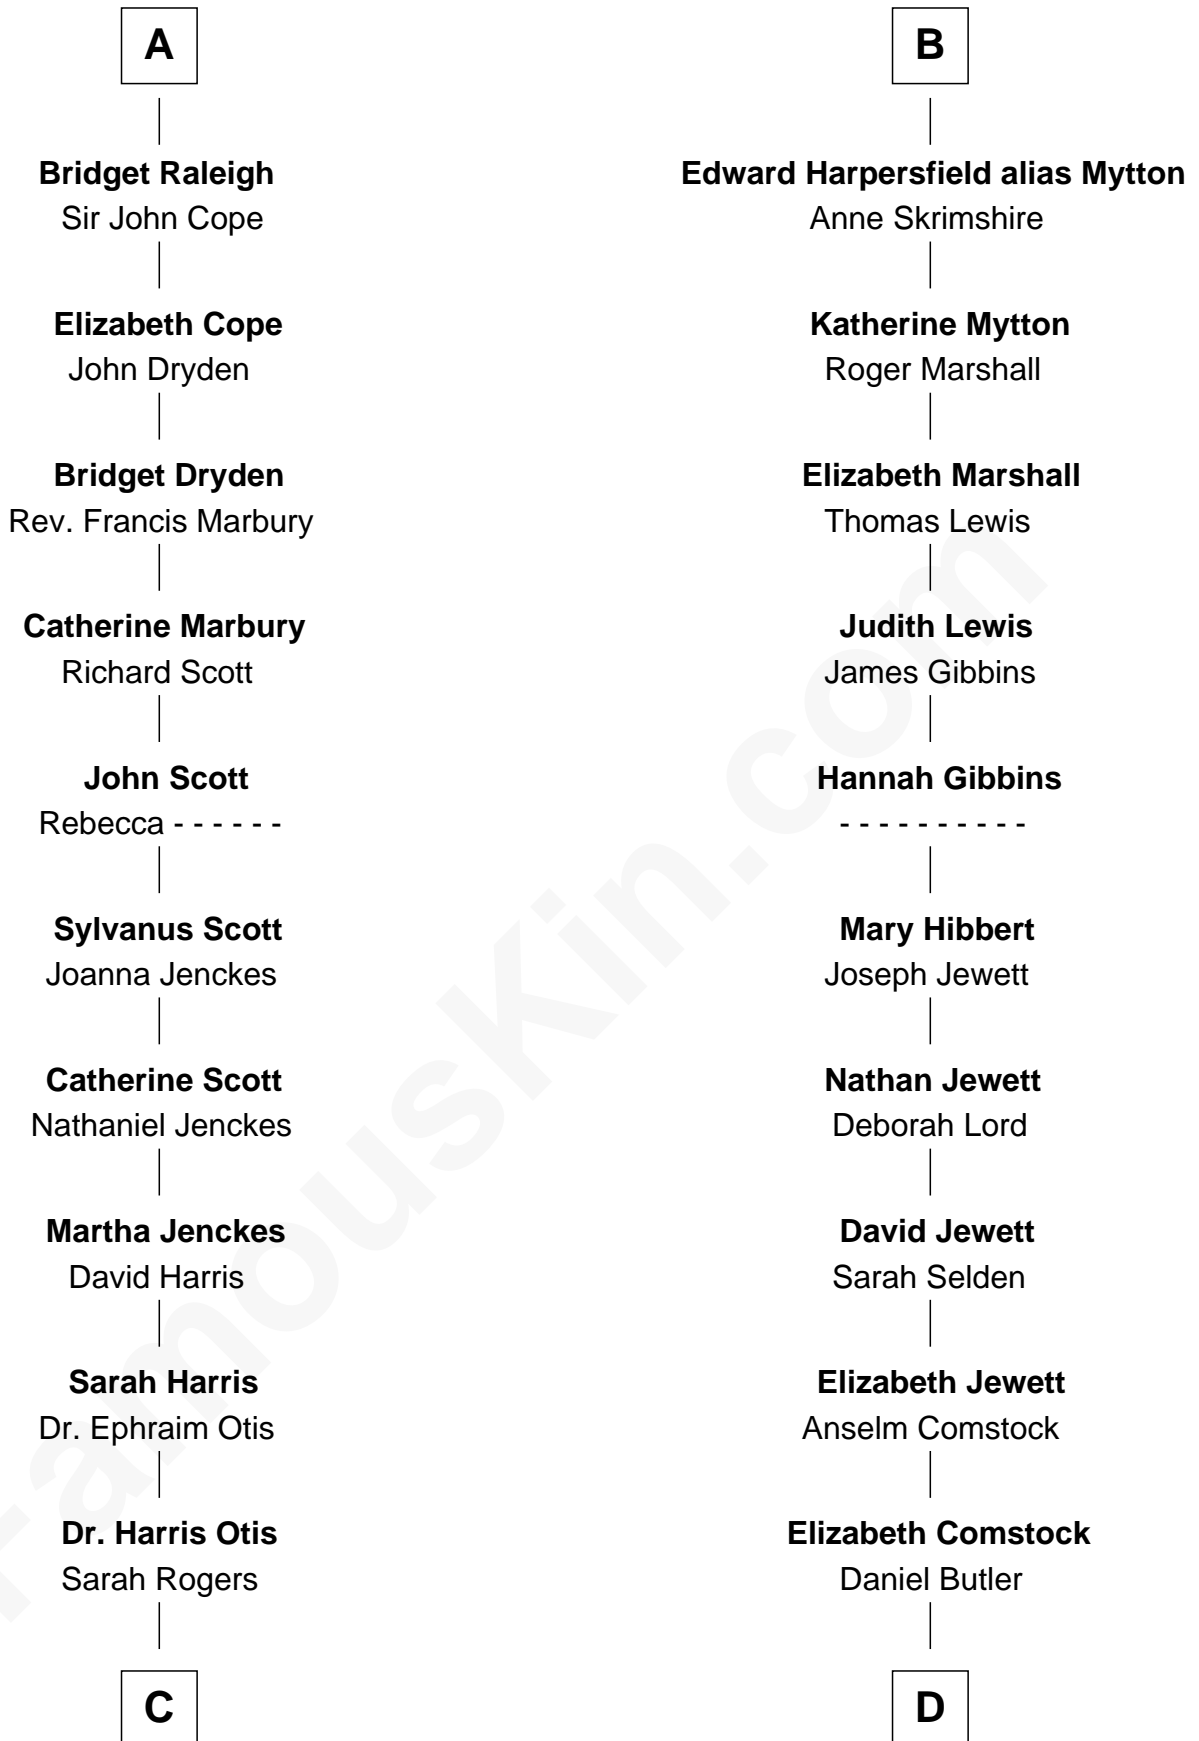 A
Bridget Raleigh
Sir John Cope
Elizabeth Cope
John Dryden
Bridget Dryden
Rev. Francis Marbury
Catherine Marbury
Richard Scott
John Scott
Rebecca - - - - - -
Sylvanus Scott
Joanna Jenckes
Catherine Scott
Nathaniel Jenckes
Martha Jenckes
David Harris
Sarah Harris
Dr. Ephraim Otis
Dr. Harris Otis
Sarah Rogers
C
B
Edward Harpersfield alias Mytton
Anne Skrimshire
Katherine Mytton
Roger Marshall
Elizabeth Marshall
Thomas Lewis
Judith Lewis
James Gibbins
Hannah Gibbins
- - - - - - - - - -
Mary Hibbert
Joseph Jewett
Nathan Jewett
Deborah Lord
David Jewett
Sarah Selden
Elizabeth Jewett
Anselm Comstock
Elizabeth Comstock
Daniel Butler
D
FamousKin.com